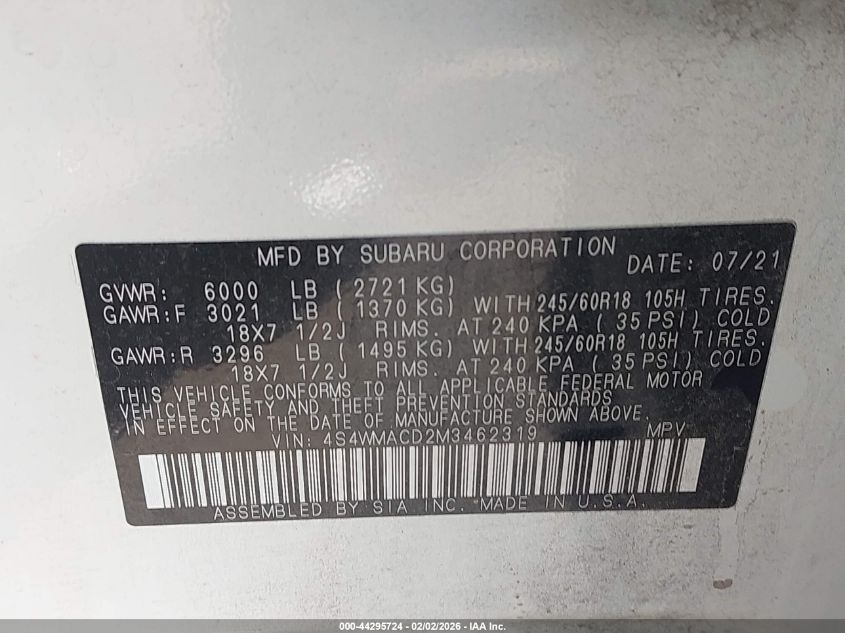 MFD BY SUBARU CORPORATION
DATE: 07/21
GVWR: 6000 LB ( 2721 KG)
GAWR:F 3021 LB ( 1370 KG) WITH 245/60R18 105H TIRES.
18X7 1/2J RIMS. AT 240 KPA ( 35 PSI) COLD
GAWR:R 3296 LB ( 1495 KG) WITH 245/60R18 105H TIRES.
18X7 1/2J RIMS. AT 240 KPA ( 35 PSI) COLD
THIS VEHICLE CONFORMS TO ALL APPLICABLE FEDERAL MOTOR
VEHICLE SAFETY AND THEFT PREVENTION STANDARDS
IN EFFECT ON THE DATE OF MANUFACTURE SHOWN ABOVE.
VIN: 4S4WMACD2M3462319 MPV
ASSEMBLED BY SIA INC. MADE IN U.S.A.
000-44295724 - 02/02/2026 - IAA Inc.